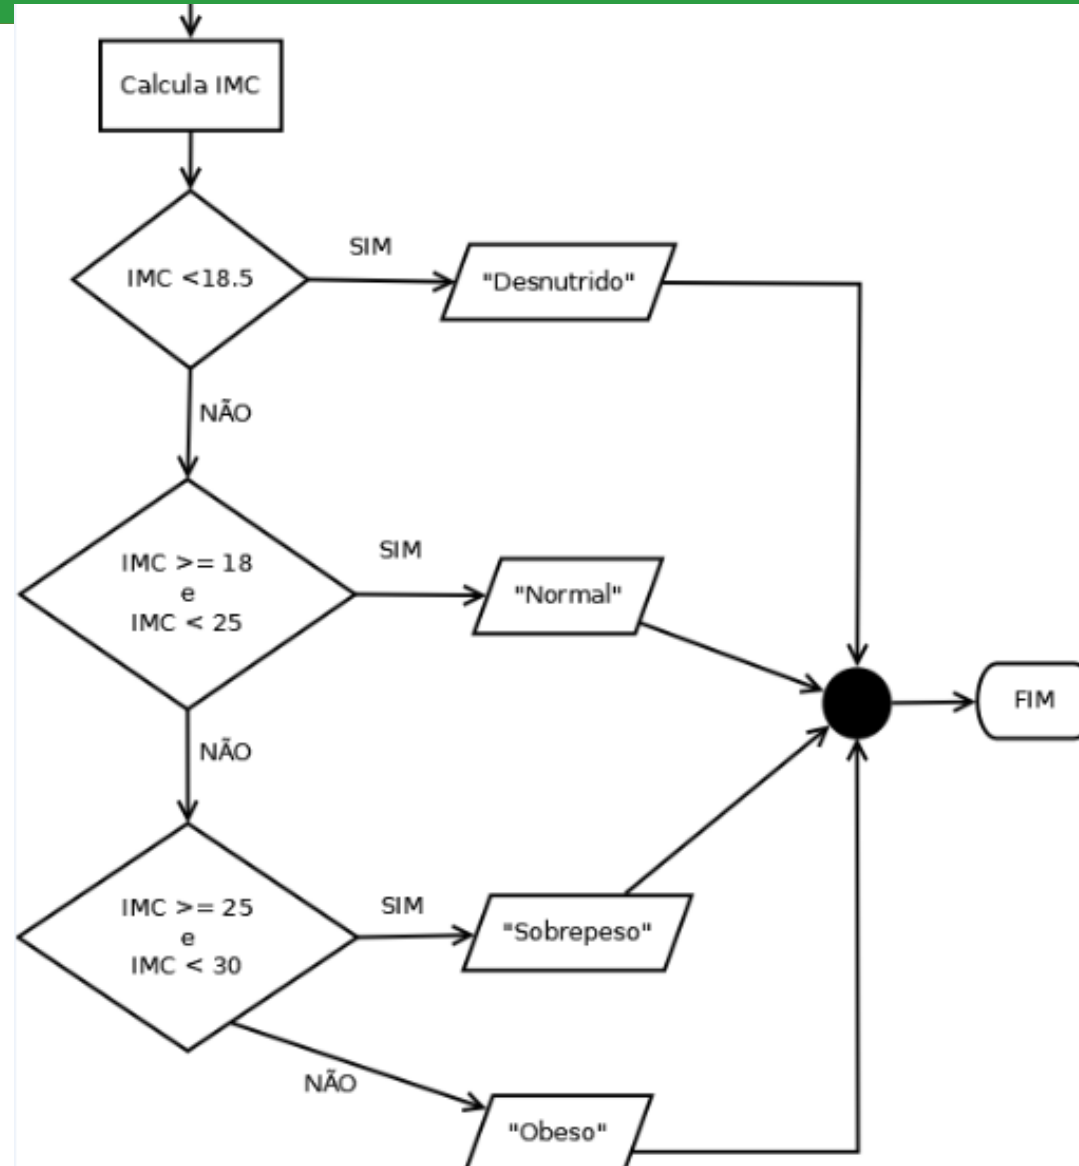 Calcula IMC
SIM
IMC <18.5
"Desnutrido"
NÃO
SIM
IMC >= 18
e
IMC < 25
"Normal"
FIM
NÃO
SIM
IMC >= 25
e
IMC < 30
"Sobrepeso"
NÃO
"Obeso"